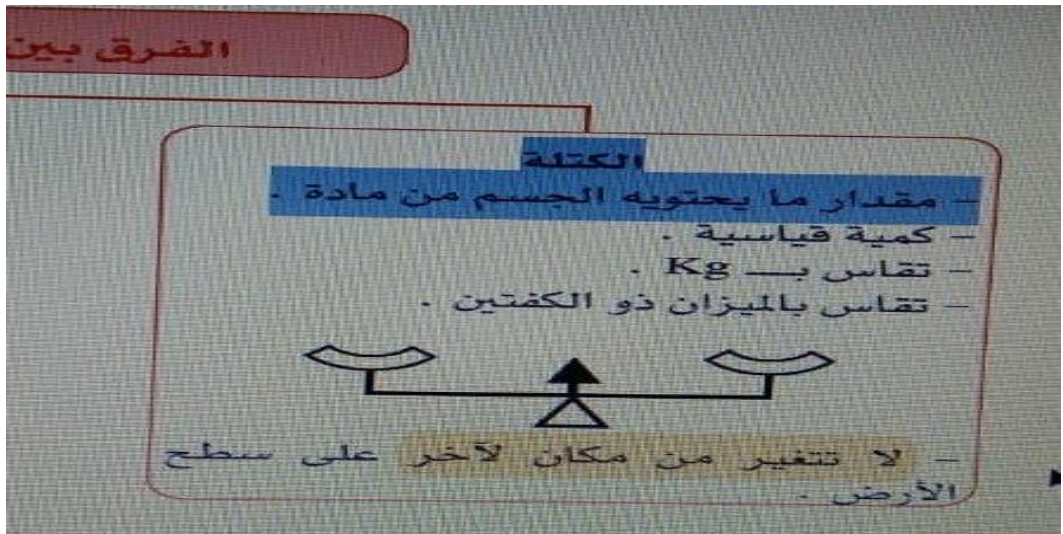 الفرق بين
الكتلة
– مقدار ما يحتويه الجسم من مادة .
– كمية قياسية .
– تقاس بـــ Kg .
– تقاس بالميزان ذو الكفتين .
– لا تتغير من مكان لآخر على سطح
الأرض .